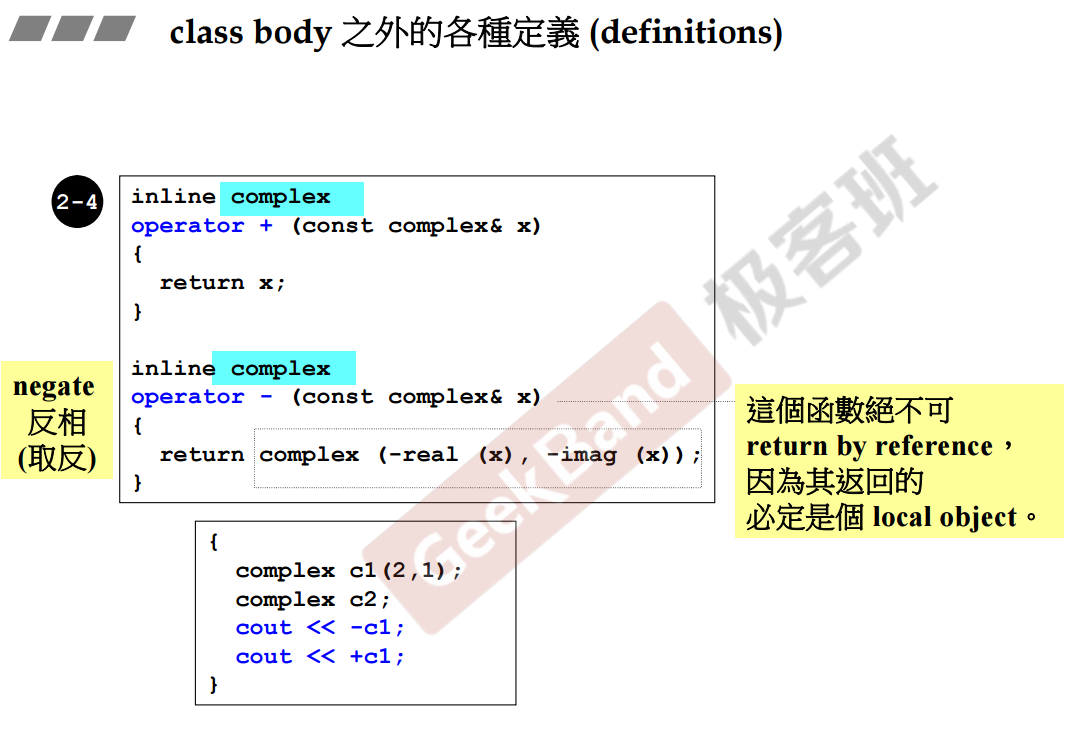 class body 之外的各種定義 (definitions)
2-4
inline complex
operator + (const complex& x)
{
return x;
}
inline complex
operator - (const complex& x)
{
return complex (-real (x), -imag (x));
}
negate
反相
(取反)
這個函數絕不可
return by reference，
因為其返回的
必定是個 local object。
{
complex c1(2,1);
complex c2;
cout << -c1;
cout << +c1;
}
GeekBand 极客班